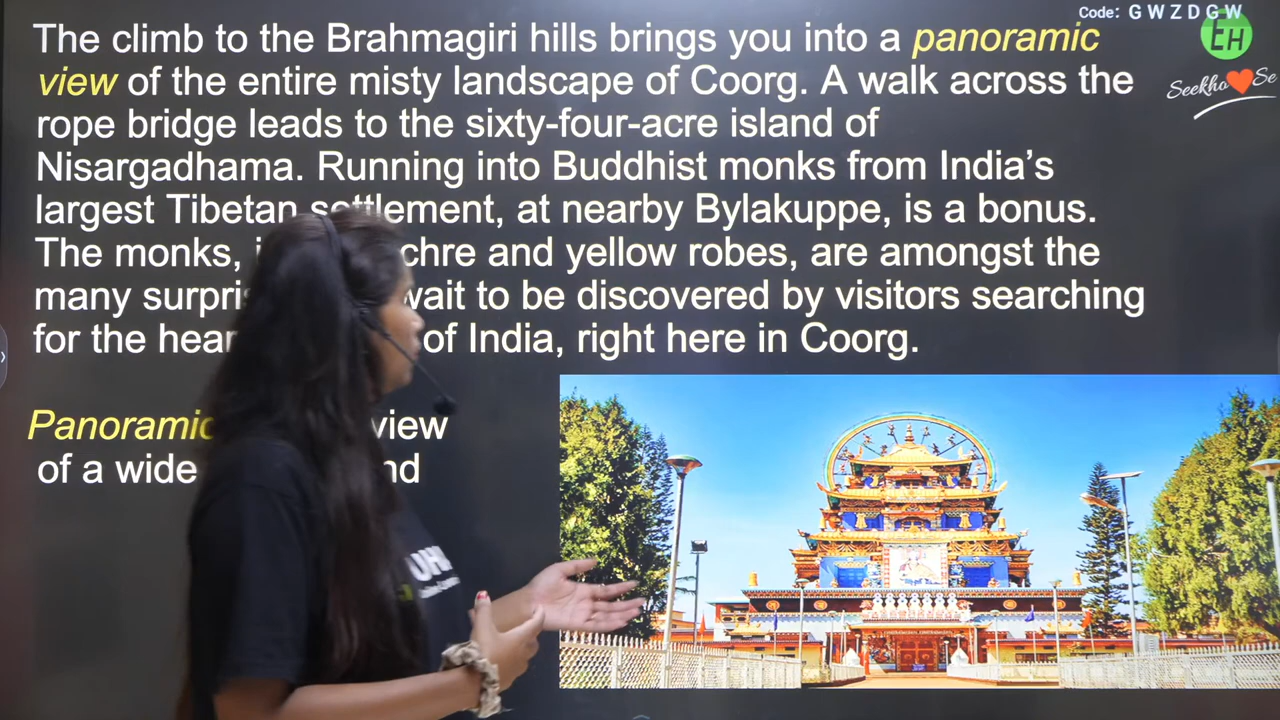 Code: G W Z D G W
EH
Seekho Se
The climb to the Brahmagiri hills brings you into a panoramic
view of the entire misty landscape of Coorg. A walk across the
rope bridge leads to the sixty-four-acre island of
Nisargadhama. Running into Buddhist monks from India’s
largest Tibetan settlement, at nearby Bylakuppe, is a bonus.
The monks, chre and yellow robes, are amongst the
many wait to be discovered by visitors searching
for the of India, right here in Coorg.
Panoramic view
of a wide